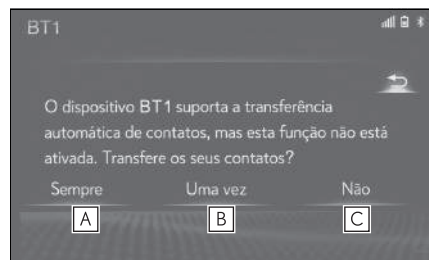 BT1
O dispositivo BT1 suporta a transferência
automática de contatos, mas esta função não está
ativada. Transfere os seus contatos?
Sempre Uma vez Não
A B C